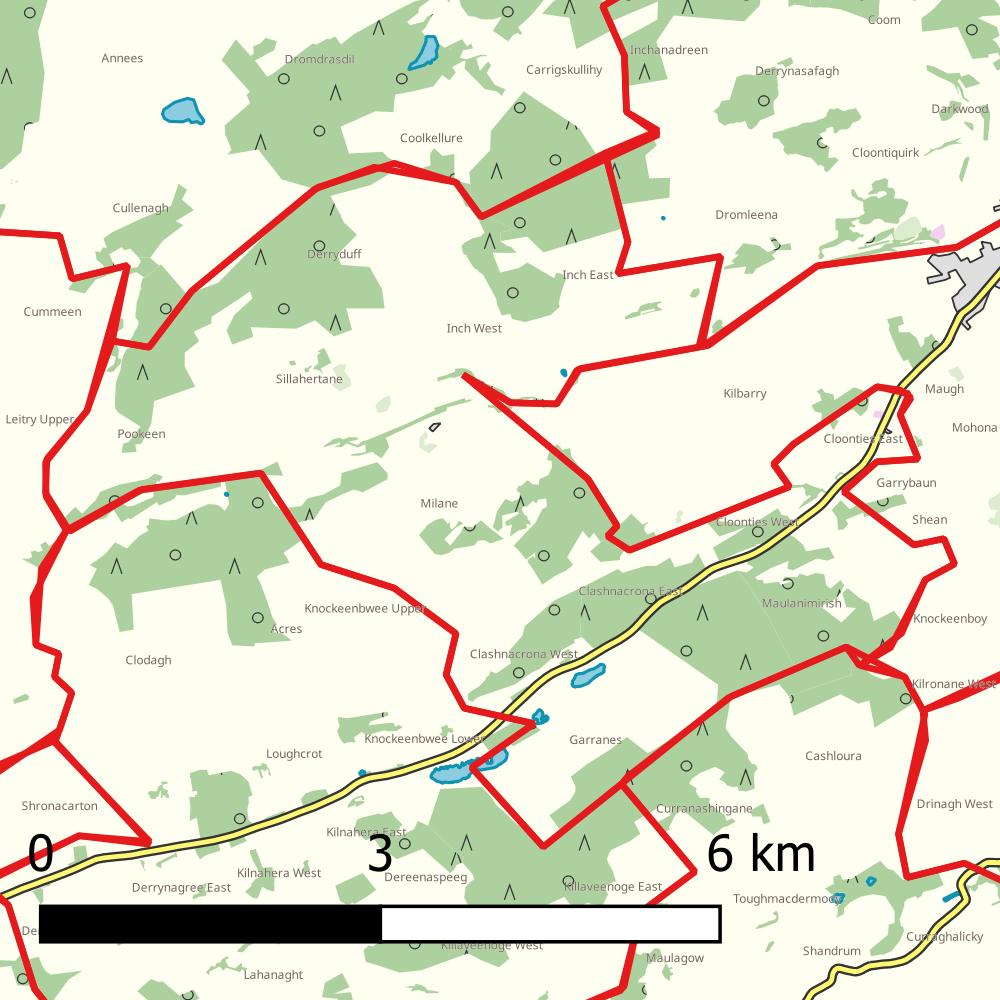 Coom
Inchanadreen
Annees
Dromdrasdil
Carrigskullihy
Derrynasafagh
Darkwood
Coolkellure
Cloontiquirk
Cullenagh
Dromleena
Derryduff
Inch East
Cummeen
Inch West
Sillahertane
Kilbarry
Maugh
Leitry Upper
Pookeen
Cloonties East
Mohona
Garrybaun
Milane
Cloonties West
Shean
Clashnacrona East
Maulanimirish
Knockeenbwee Upper
Acres
Knockeenboy
Clodagh
Clashnacrona West
Kilronane West
Knockeenbwee Lower
Garranes
Loughcrot
Cashloura
Shronacarton
Curranashingane
Drinagh West
Kilnahera East
0
3
6 km
Kilnahera West
Dereenaspeeg
Derrynagree East
Killaveenoge East
Toughmacdermody
Curraghalicky
Killaveenoge West
Shandrum
Maulagow
Lahanaght